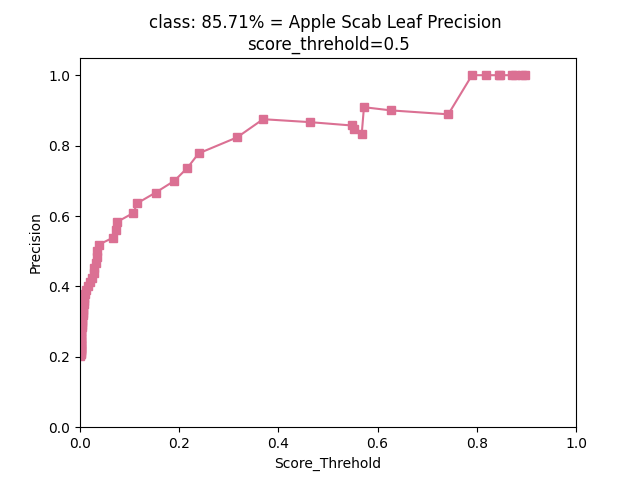 class: 85.71% = Apple Scab Leaf Precision
score_threhold=0.5
1.0
0.8
0.6
0.4
0.2
0.0
Precision
0.0 0.2 0.4 0.6 0.8 1.0
Score_Threhold